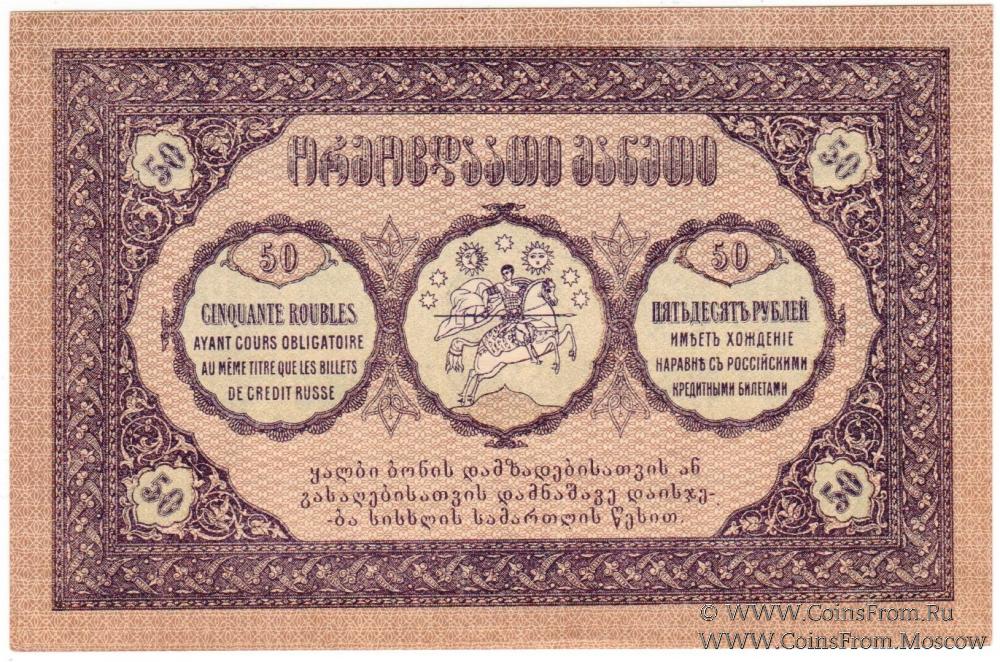 50
50
ორმოცდაათი მანეთი
50
CINQUANTE ROUBLES
AYANT COURS OBLIGATOIRE
AU MÊME TITRE QUE LES BILLETS
DE CREDIT RUSSE
50
ПЯТЬДЕСЯТЪ РУБЛЕЙ
ИМѢЕТЪ ХОЖДЕНІЕ
НАРАВНѢ СЪ РОССІЙСКИМИ
КРЕДИТНЫМИ БИЛЕТАМИ
ყალბი ბონის დამზადებისათვის ან
გასაღებისათვის დამნაშავე დაისჯე-
-ბა სისხლის სამართლის წესით.
50
50
© WWW.CoinsFrom.Ru
WWW.CoinsFrom.Moscow